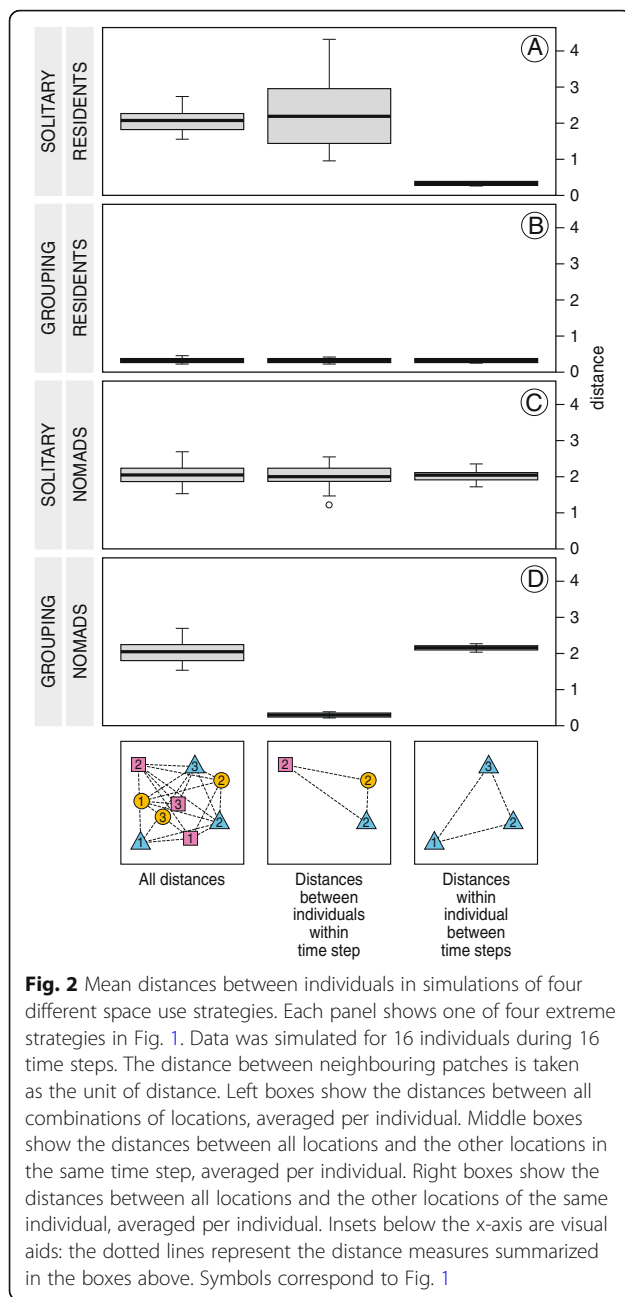 SOLITARY
RESIDENTS
A
4
3
2
1
0
GROUPING
RESIDENTS
B
4
3
2
1
0
distance
SOLITARY
NOMADS
C
4
3
2
1
0
GROUPING
NOMADS
D
4
3
2
1
0
2 3 2 1 3 3 2 1 1
2 2 2
3 2 1
All distances
Distances
between
individuals
within
time step
Distances
within
individual
between
time steps
Fig. 2 Mean distances between individuals in simulations of four
different space use strategies. Each panel shows one of four extreme
strategies in Fig. 1. Data was simulated for 16 individuals during 16
time steps. The distance between neighbouring patches is taken
as the unit of distance. Left boxes show the distances between all
combinations of locations, averaged per individual. Middle boxes
show the distances between all locations and the other locations in
the same time step, averaged per individual. Right boxes show the
distances between all locations and the other locations of the same
individual, averaged per individual. Insets below the x-axis are visual
aids: the dotted lines represent the distance measures summarized
in the boxes above. Symbols correspond to Fig. 1